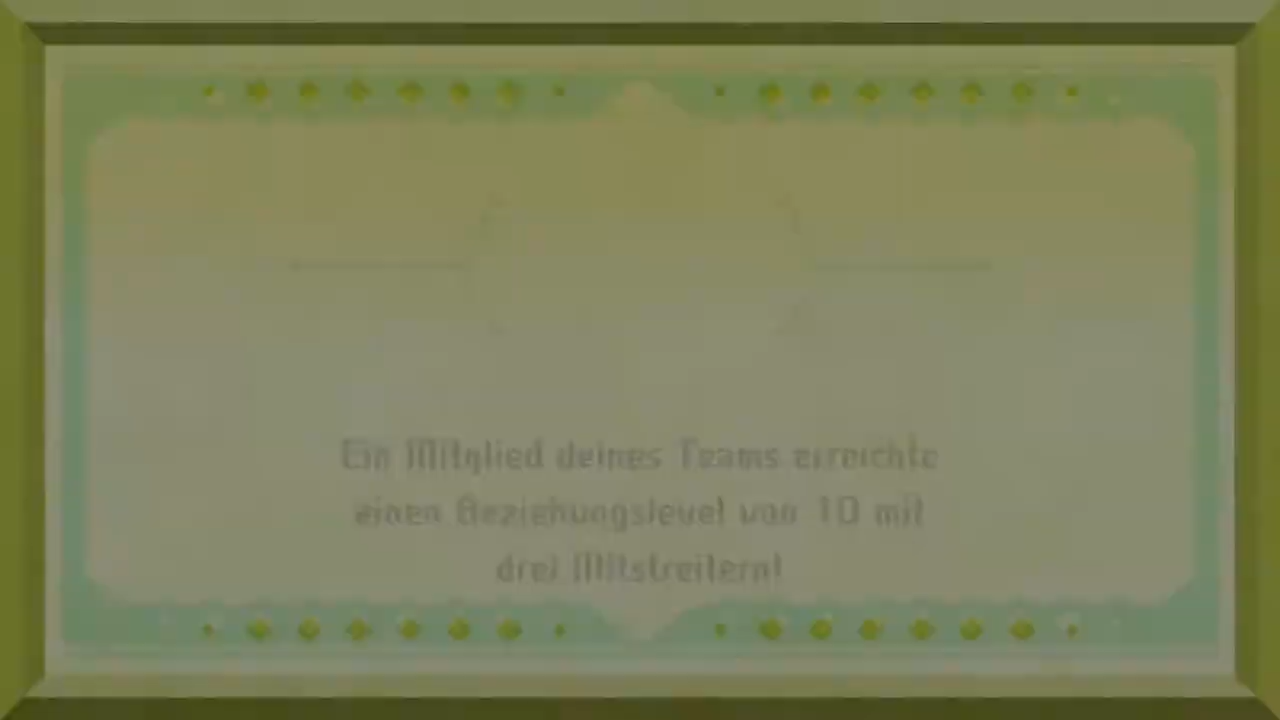 Ein Mitglied deines Teams erreichte
einen Beziehungslevel von 10 mit
drei Mitstreitern!